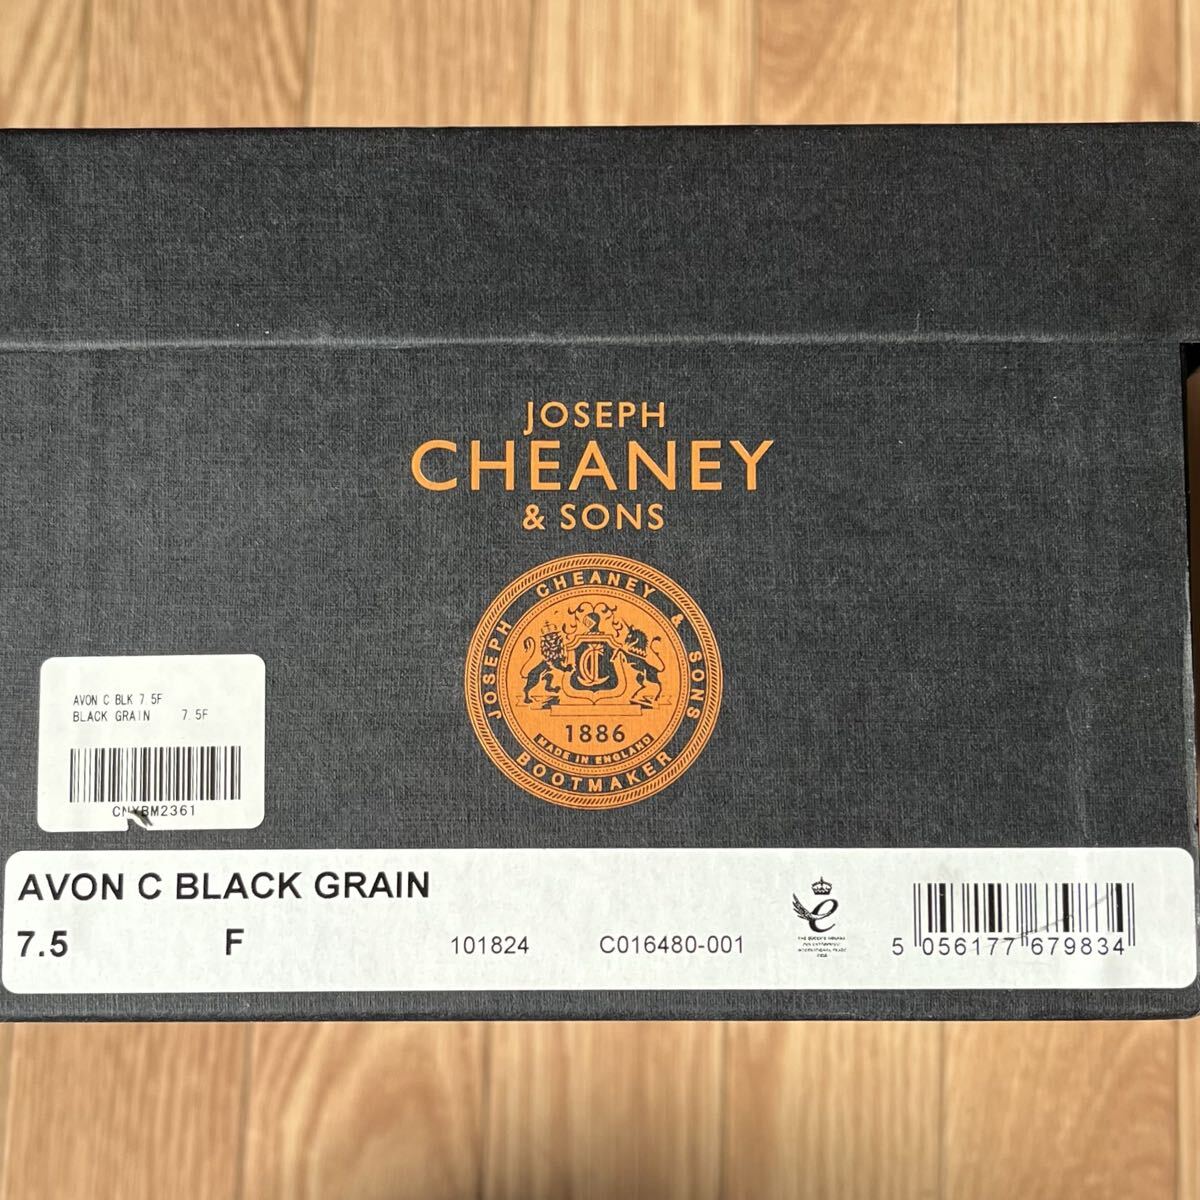 JOSEPH
CHEANEY
& SONS
JOSEPH CHEANEY & SONS
1886
MADE IN ENGLAND
BOOTMAKER
AVON C BLK 7.5F
BLACK GRAIN 7.5F
CNYBM2361
AVON C BLACK GRAIN
7.5 F 101824 C016480-001
5 056177 679834